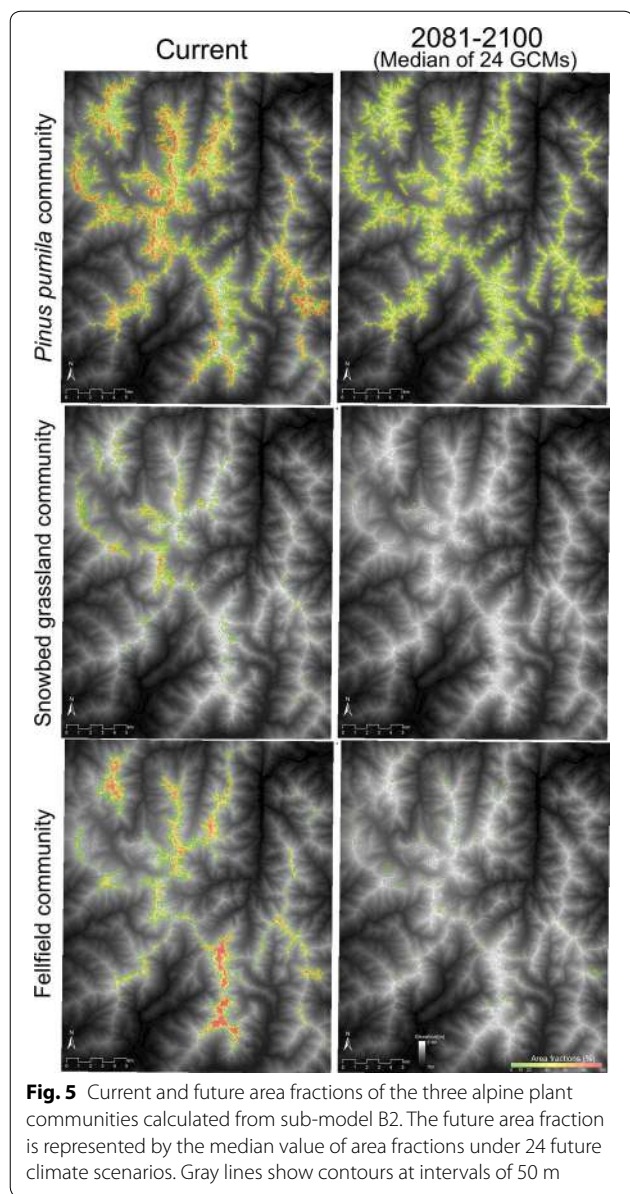 Current
2081-2100
(Median of 24 GCMs)
Pinus pumila community
Snowbed grassland community
Fellfield community
N
N
N
N
N
N
Area fractions (%)
Fig. 5 Current and future area fractions of the three alpine plant
communities calculated from sub-model B2. The future area fraction
is represented by the median value of area fractions under 24 future
climate scenarios. Gray lines show contours at intervals of 50 m